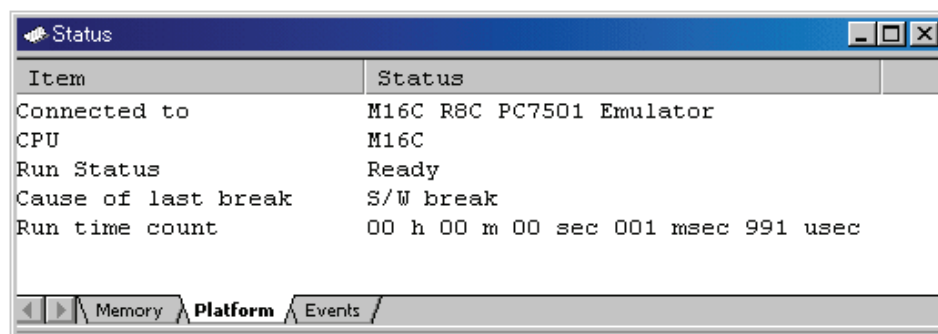 Status
Item Status
Connected to M16C R8C PC7501 Emulator
CPU M16C
Run Status Ready
Cause of last break S/W break
Run time count 00 h 00 m 00 sec 001 msec 991 usec
Memory Platform Events